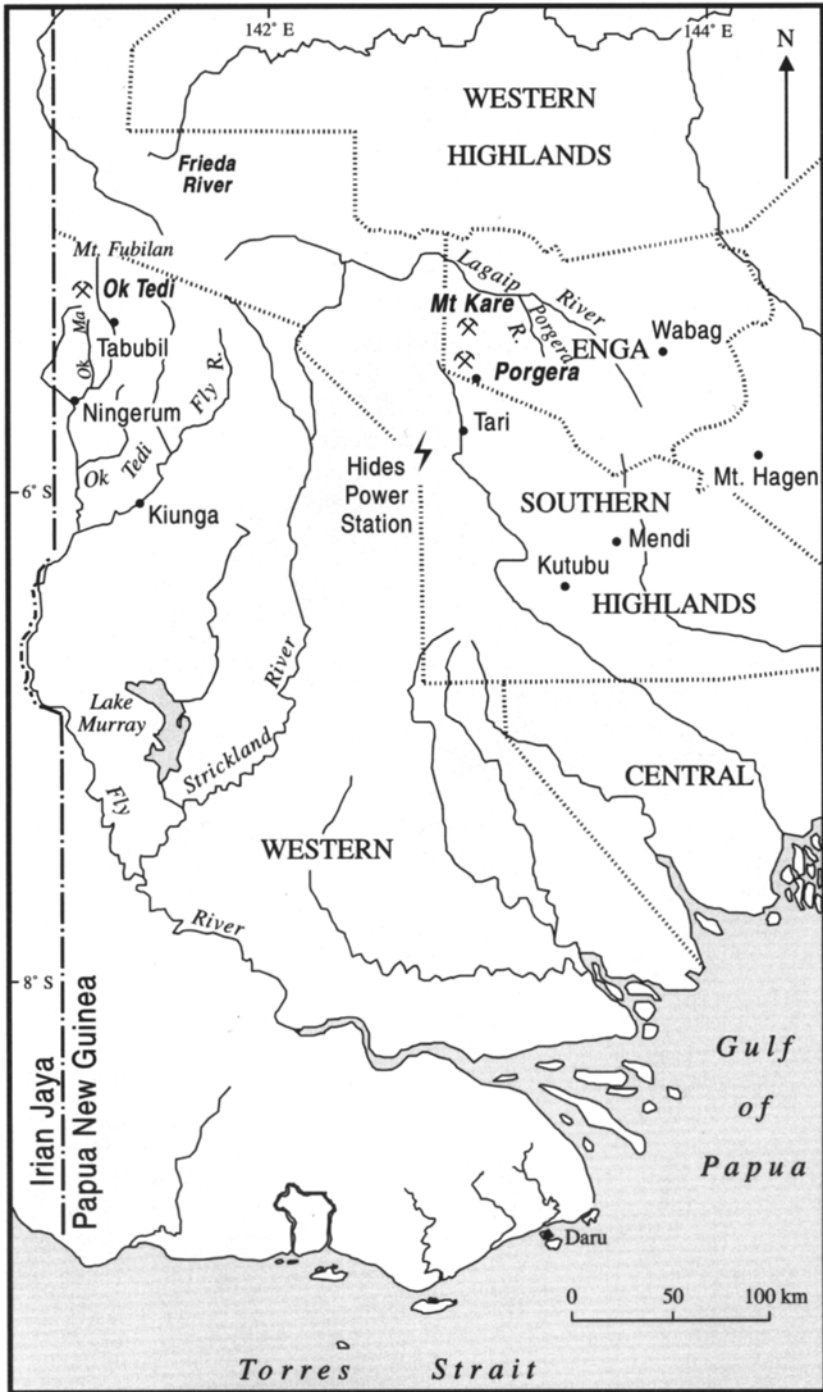 142° E
144° E
N
WESTERN
HIGHLANDS
Frieda
River
Mt. Fubilan
Ok Tedi
Ok Ma
Tabubil
Ningerum
Fly R.
Ok Tedi
Kiunga
Lagaip River
Mt Kare
Porgera R.
ENGA
Wabag
Porgera
Tari
Hides
Power
Station
6° S
SOUTHERN
HIGHLANDS
Mt. Hagen
Mendi
Kutubu
Lake
Murray
Strickland River
Fly River
CENTRAL
WESTERN
8° S
Irian Jaya
Papua New Guinea
Gulf
of
Papua
Daru
0 50 100 km
Torres Strait